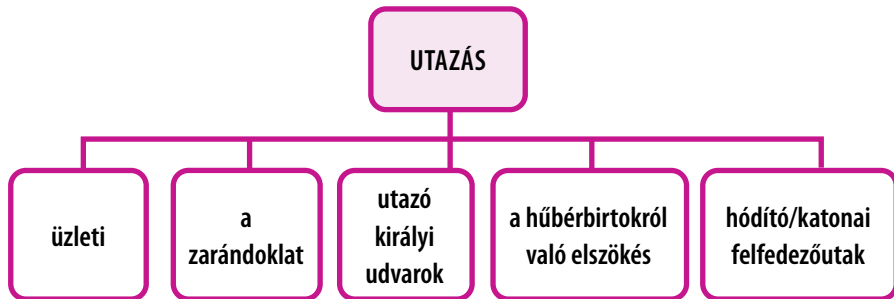 UTAZÁS
üzleti
a
zarándoklat
utazó
királyi
udvarok
a hűbérbirtokról
való elszökés
hódító/katonai
felfedezőutak